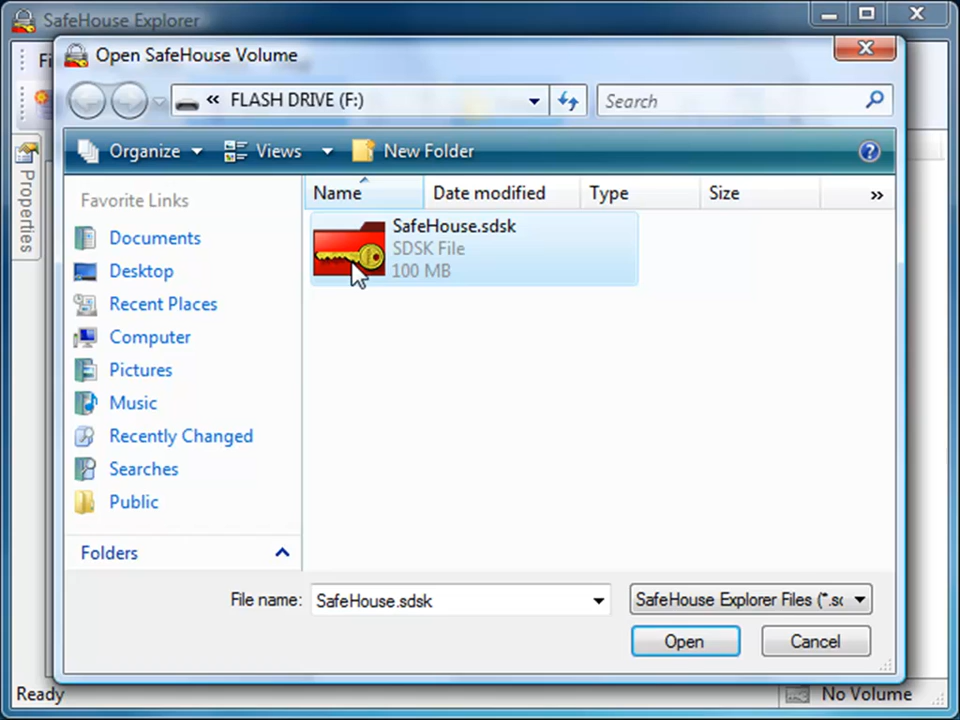 SafeHouse Explorer
Fi
Open SafeHouse Volume
« FLASH DRIVE (F:)
Search
Organize
Views
New Folder
Properties
Favorite Links
Documents
Desktop
Recent Places
Computer
Pictures
Music
Recently Changed
Searches
Public
Folders
Name
Date modified
Type
Size
»
SafeHouse.sdsk
SDSK File
100 MB
File name:
SafeHouse.sdsk
SafeHouse Explorer Files (*.sc
Open
Cancel
Ready
No Volume